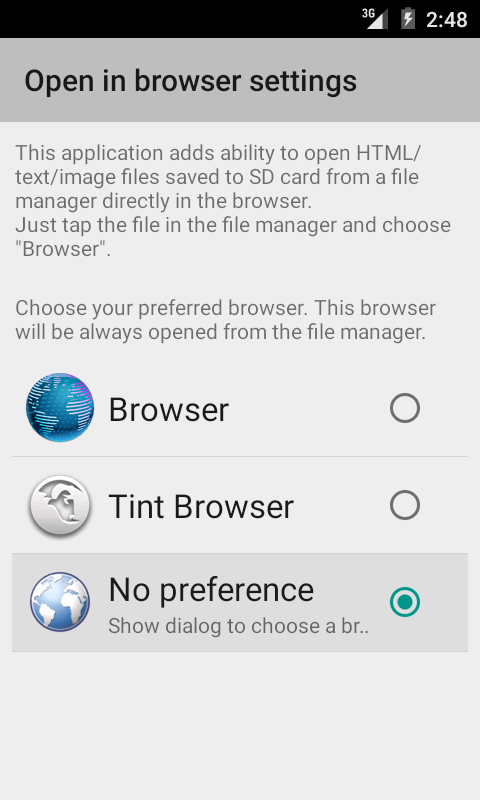 3G
2:48
Open in browser settings
This application adds ability to open HTML/
text/image files saved to SD card from a file
manager directly in the browser.
Just tap the file in the file manager and choose
"Browser".
Choose your preferred browser. This browser
will be always opened from the file manager.
Browser
Tint Browser
No preference
Show dialog to choose a br..